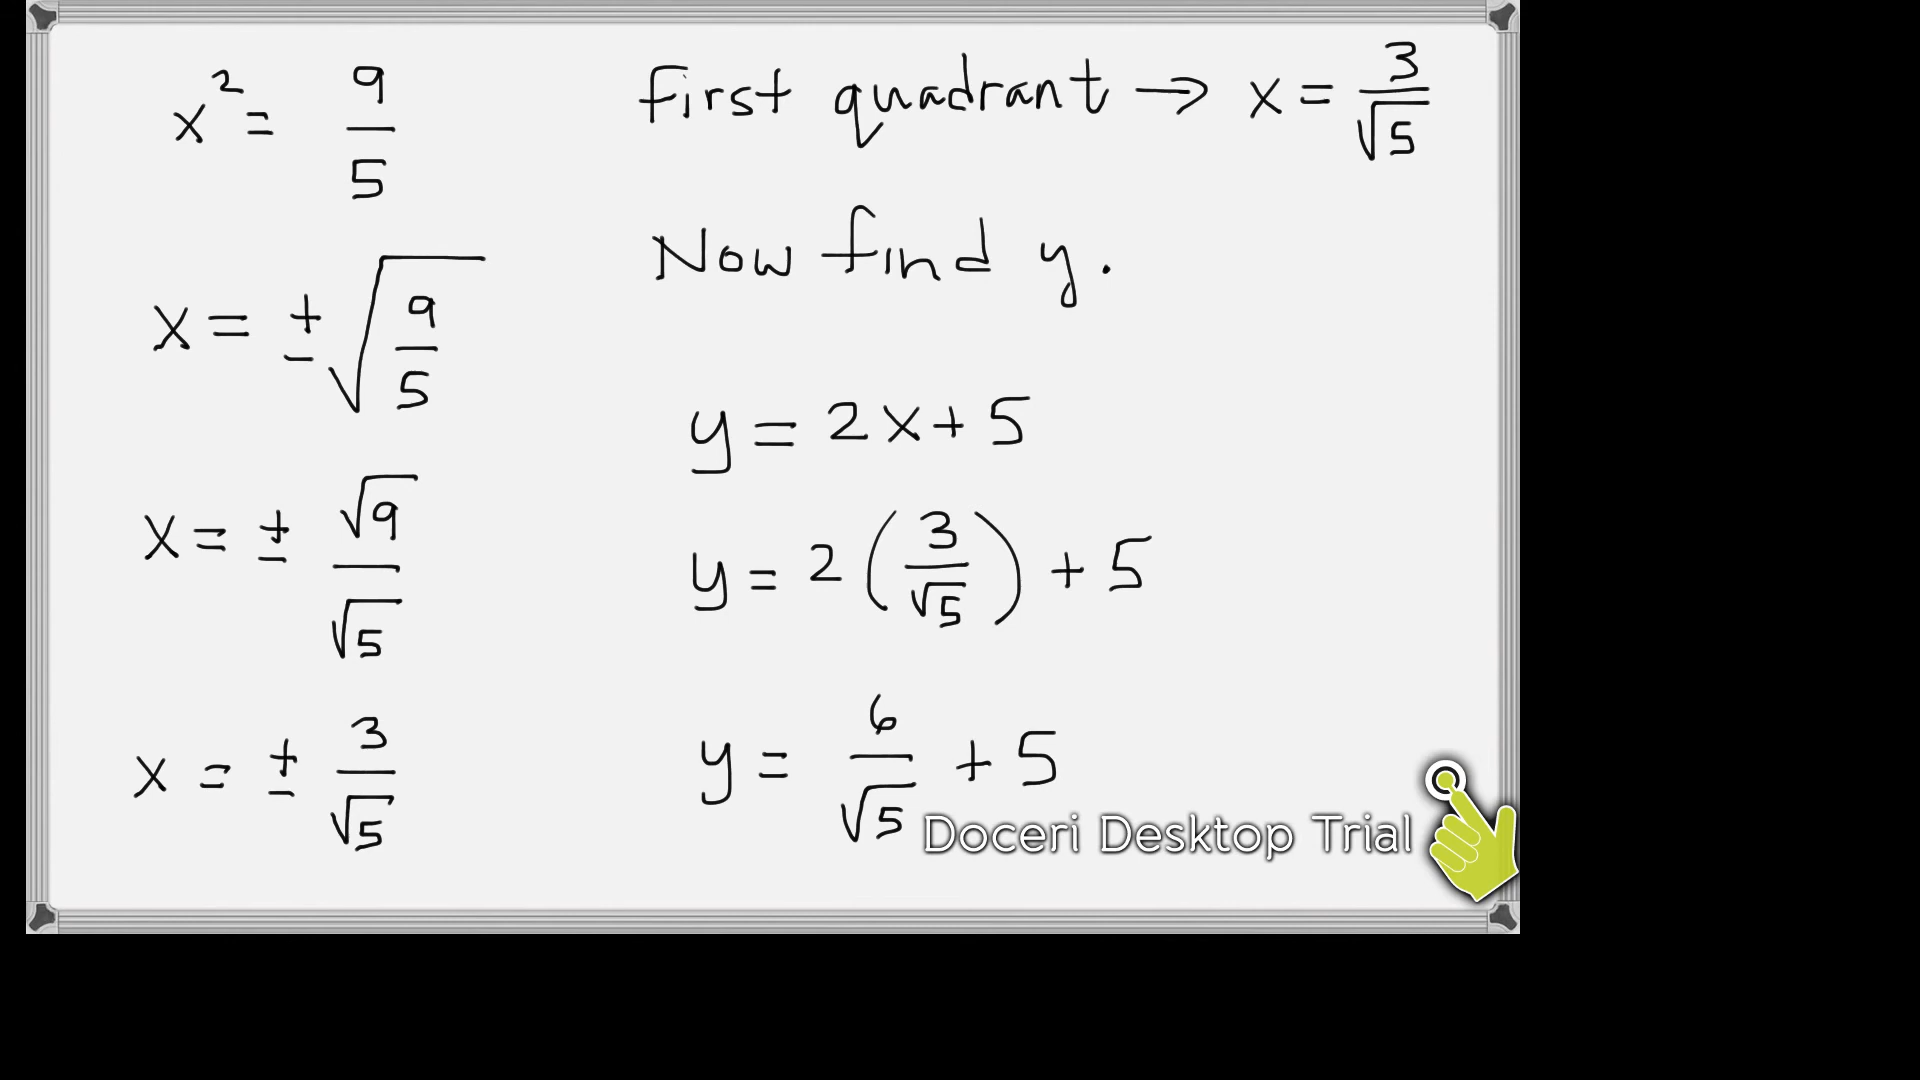 x² = 9/5
x = ± √(9/5)
x = ± √9/√5
x = ± 3/√5
First quadrant → x = 3/√5
Now find y.
y = 2x + 5
y = 2(3/√5) + 5
y = 6/√5 + 5
Doceri Desktop Trial